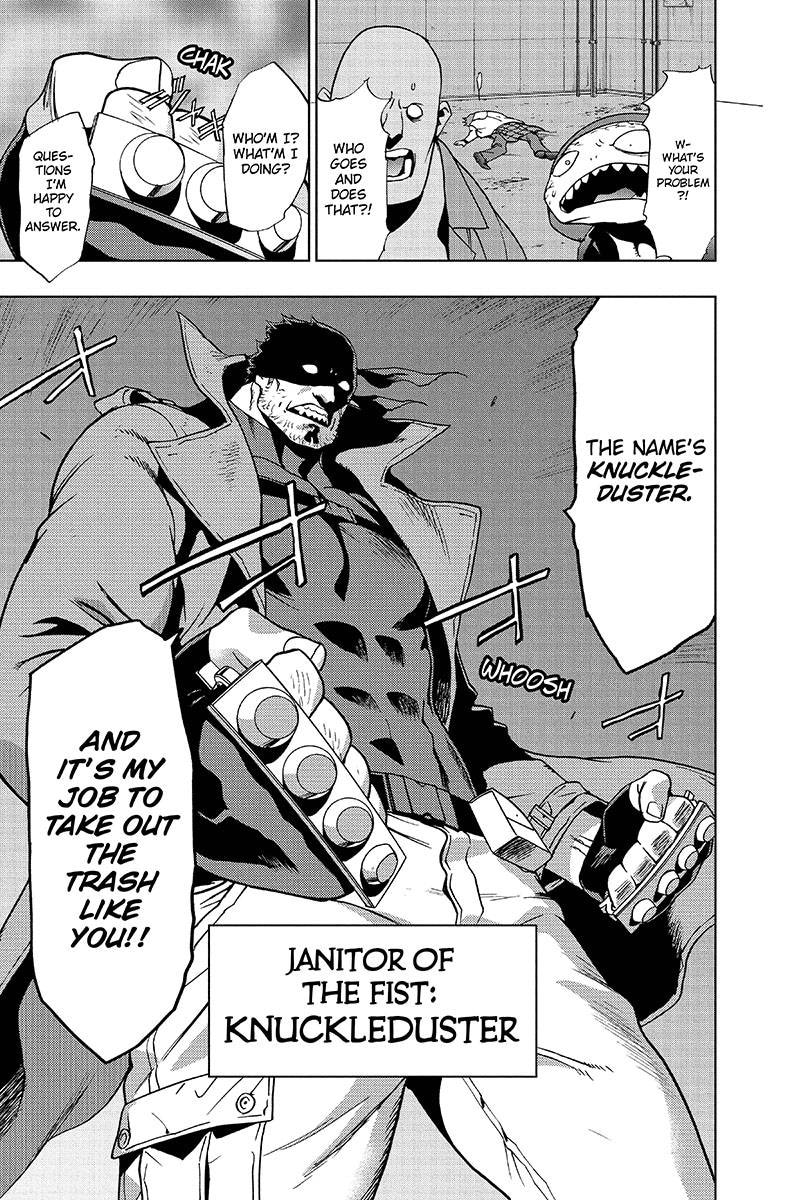 W-
WHAT'S
YOUR
PROBLEM
?!
WHO
GOES
AND
DOES
THAT?!
CHAK
WHO'M I?
WHAT'M I
DOING?
QUES-
TIONS
I'M
HAPPY
TO
ANSWER.
THE NAME'S
KNUCKLE-
DUSTER.
WHOOSH
AND
IT'S MY
JOB TO
TAKE OUT
THE
TRASH
LIKE
YOU!!
JANITOR OF
THE FIST:
KNUCKLEDUSTER